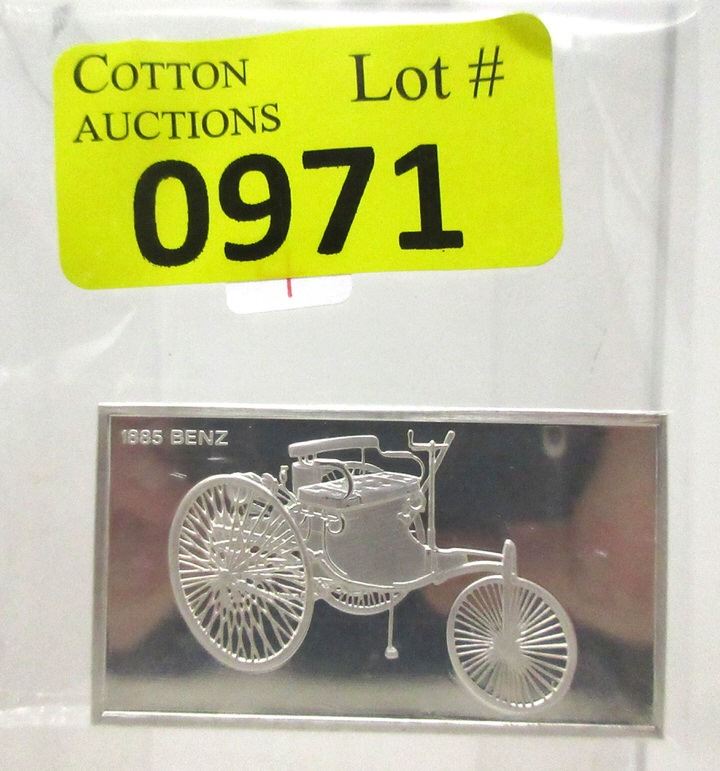 COTTON
AUCTIONS
Lot #
0971
1885 BENZ